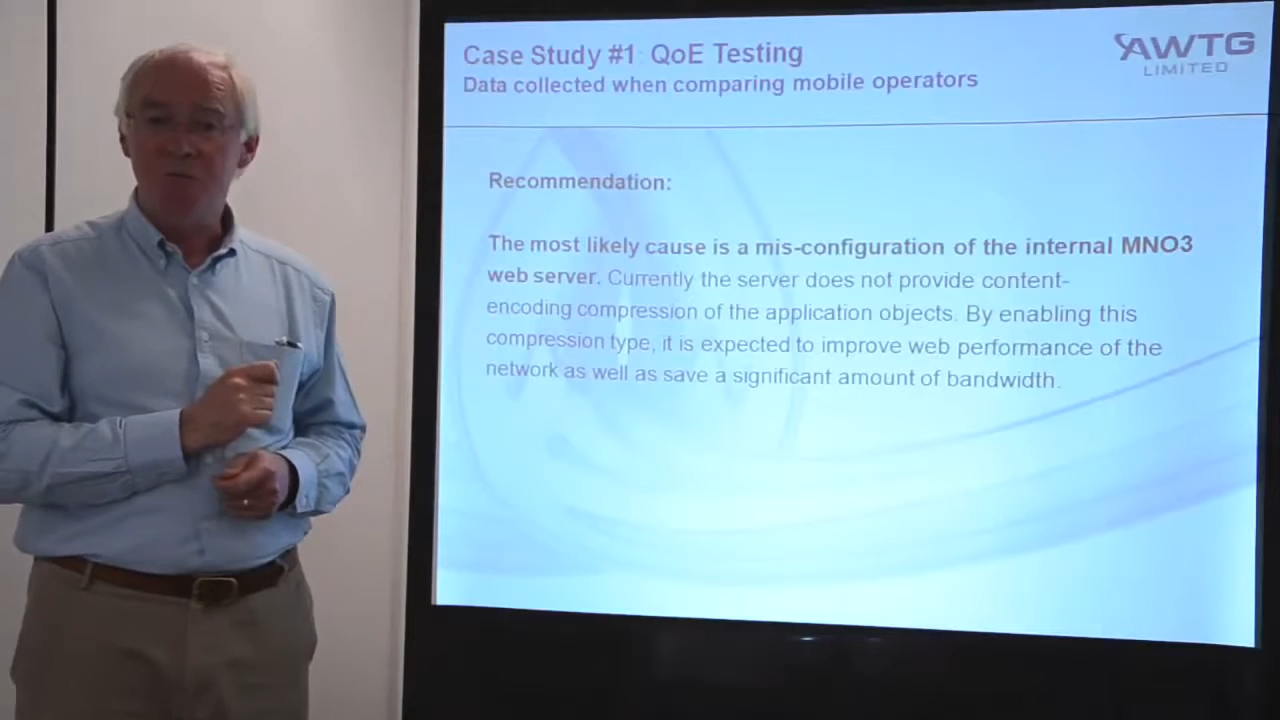 Case Study #1: QoE Testing
Data collected when comparing mobile operators
AWTG
LIMITED
Recommendation:
The most likely cause is a mis-configuration of the internal MNO3
web server. Currently the server does not provide content-
encoding compression of the application objects. By enabling this
compression type, it is expected to improve web performance of the
network as well as save a significant amount of bandwidth.